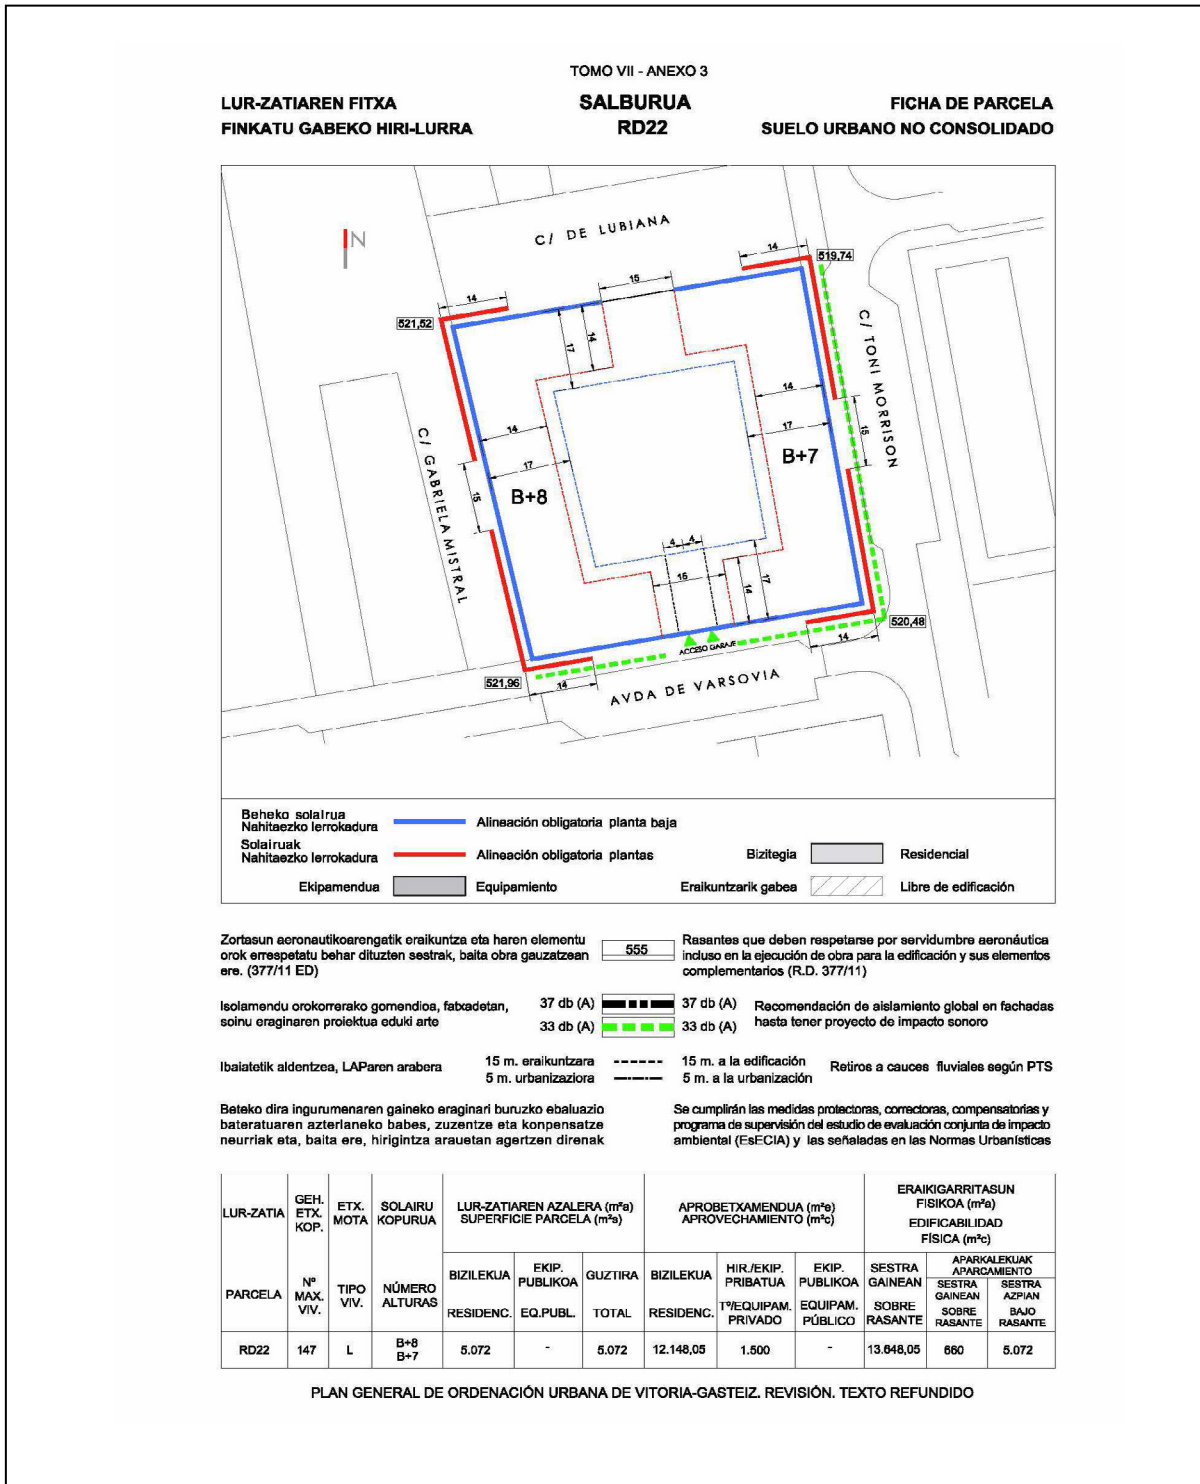 TOMO VII - ANEXO 3
LUR-ZATIAREN FITXA
SALBURUA
FICHA DE PARCELA
FINKATU GABEKO HIRI-LURRA
RD22
SUELO URBANO NO CONSOLIDADO
N
C/ DE LUBIANA
14
519,74
15
14
521,52
14
17
C/ TONI MORRISON
14
14
15
17
17
B+7
B+8
15
C/ GABRIELA MISTRAL
4 4
15
17
14
520,48
ACCESO GARAJE
14
521,96
14
AVDA DE VARSOVIA
Beheko solairua
Nahitaezko lerrokadura
Alineación obligatoria planta baja
Solairuak
Nahitaezko lerrokadura
Alineación obligatoria plantas
Bizitegia
Residencial
Ekipamendua
Equipamiento
Eraikuntzarik gabea
Libre de edificación
Zortasun aeronautikoarengatik eraikuntza eta haren elementu
orok errespetatu behar dituzten sestrak, baita obra gauzatzean
ere. (377/11 ED)
555
Rasantes que deben respetarse por servidumbre aeronáutica
incluso en la ejecución de obra para la edificación y sus elementos
complementarios (R.D. 377/11)
Isolamendu orokorrerako gomendioa, fatxadetan,
soinu eraginaren proiektua eduki arte
37 db (A)
37 db (A)
33 db (A)
33 db (A)
Recomendación de aislamiento global en fachadas
hasta tener proyecto de impacto sonoro
Ibaiatetik aldentzea, LAParen arabera
15 m. eraikuntzara
15 m. a la edificación
5 m. urbanizaziora
5 m. a la urbanización
Retiros a cauces fluviales según PTS
Beteko dira ingurumenaren gaineko eraginari buruzko ebaluazio
bateratuaren azterlaneko babes, zuzentze eta konpensatze
neurriak eta, baita ere, hirigintza arauetan agertzen direnak
Se cumplirán las medidas protectoras, correctoras, compensatorias y
programa de supervisión del estudio de evaluación conjunta de impacto
ambiental (EsECIA) y las señaladas en las Normas Urbanísticas
LUR-ZATIA
GEH. ETX. KOP.
ETX. MOTA
SOLAIRU KOPURUA
LUR-ZATIAREN AZALERA (m²a)
SUPERFICIE PARCELA (m²s)
APROBETXAMENDUA (m²e)
APROVECHAMIENTO (m²c)
ERAIKIGARRITASUN FISIKOA (m²a)
EDIFICABILIDAD FÍSICA (m²c)
PARCELA
Nº MAX. VIV.
TIPO VIV.
NÚMERO ALTURAS
BIZILEKUA
RESIDENC.
EKIP. PUBLIKOA
EQ.PUBL.
GUZTIRA
TOTAL
BIZILEKUA
RESIDENC.
HIR./EKIP. PRIBATUA
Tº/EQUIPAM. PRIVADO
EKIP. PUBLIKOA
EQUIPAM. PÚBLICO
SESTRA GAINEAN
SOBRE RASANTE
APARKALEKUAK
APARCAMIENTO
SESTRA GAINEAN
SOBRE RASANTE
SESTRA AZPIAN
BAJO RASANTE
RD22 147 L B+8 B+7 5.072 - 5.072 12.148,05 1.500 - 13.648,05 660 5.072
PLAN GENERAL DE ORDENACIÓN URBANA DE VITORIA-GASTEIZ. REVISIÓN. TEXTO REFUNDIDO